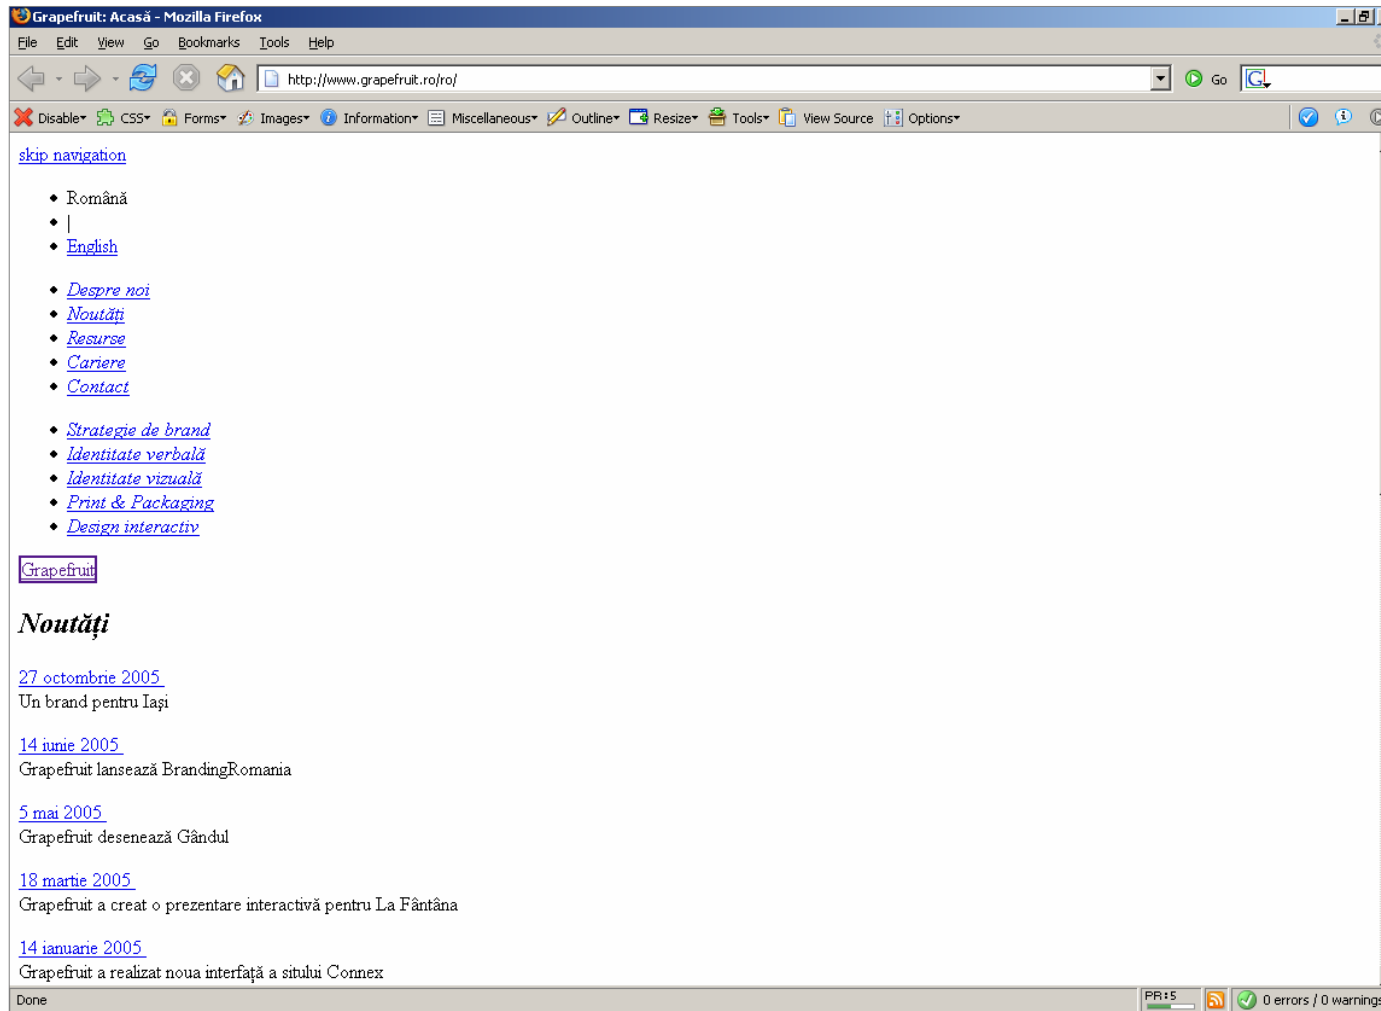 Grapefruit: Acasă - Mozilla Firefox
File Edit View Go Bookmarks Tools Help
http://www.grapefruit.ro/ro/ Go G
Disable CSS Forms Images Information Miscellaneous Outline Resize Tools View Source Options
skip navigation
Română
|
English
Despre noi
Noutăți
Resurse
Cariere
Contact
Strategie de brand
Identitate verbală
Identitate vizuală
Print & Packaging
Design interactiv
Grapefruit
Noutăți
27 octombrie 2005
Un brand pentru Iaşi
14 iunie 2005
Grapefruit lansează BrandingRomania
5 mai 2005
Grapefruit desenează Gândul
18 martie 2005
Grapefruit a creat o prezentare interactivă pentru La Fântâna
14 ianuarie 2005
Grapefruit a realizat noua interfață a sitului Connex
Done PR:5 0 errors / 0 warnings